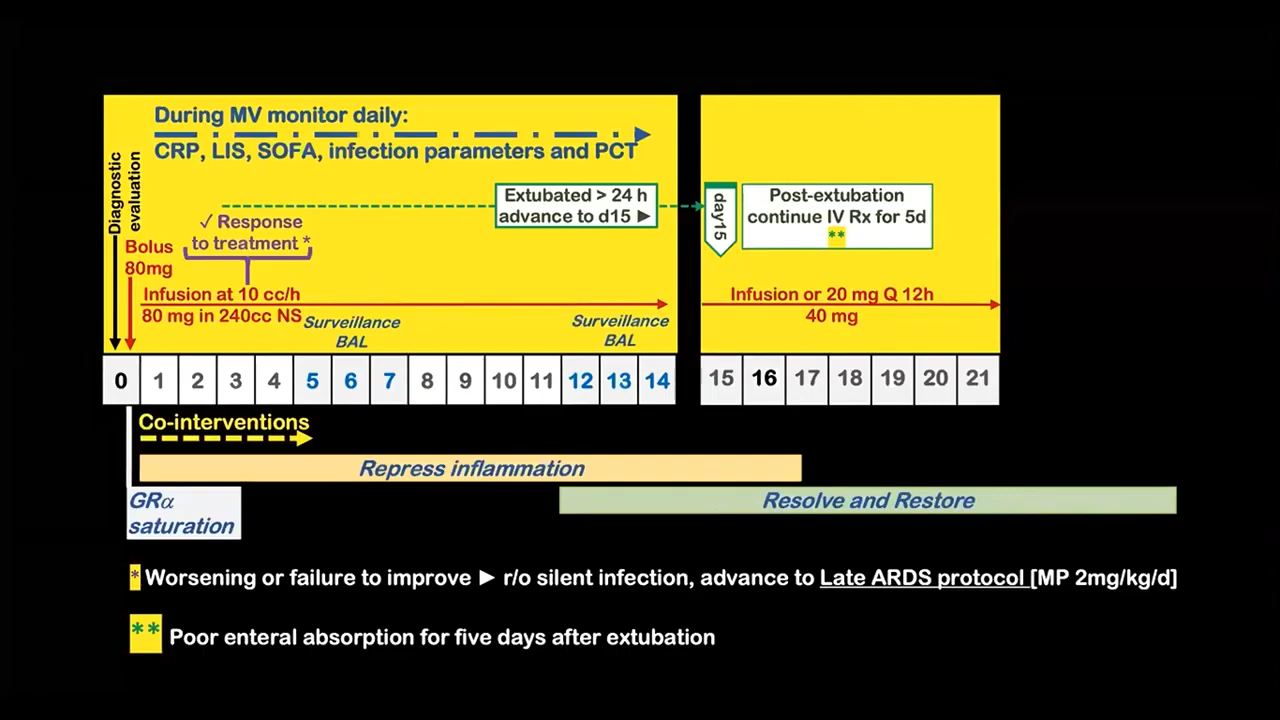 During MV monitor daily:
CRP, LIS, SOFA, infection parameters and PCT
Diagnostic
evaluation
Extubated > 24 h
advance to d15 ►
day15
Post-extubation
continue IV Rx for 5d
**
✓ Response
to treatment *
Bolus
80mg
Infusion at 10 cc/h
80 mg in 240cc NS
Surveillance
BAL
Surveillance
BAL
Infusion or 20 mg Q 12h
40 mg
0 1 2 3 4 5 6 7 8 9 10 11 12 13 14 15 16 17 18 19 20 21
Co-interventions
Repress inflammation
GRα
saturation
Resolve and Restore
* Worsening or failure to improve ► r/o silent infection, advance to Late ARDS protocol [MP 2mg/kg/d]
** Poor enteral absorption for five days after extubation